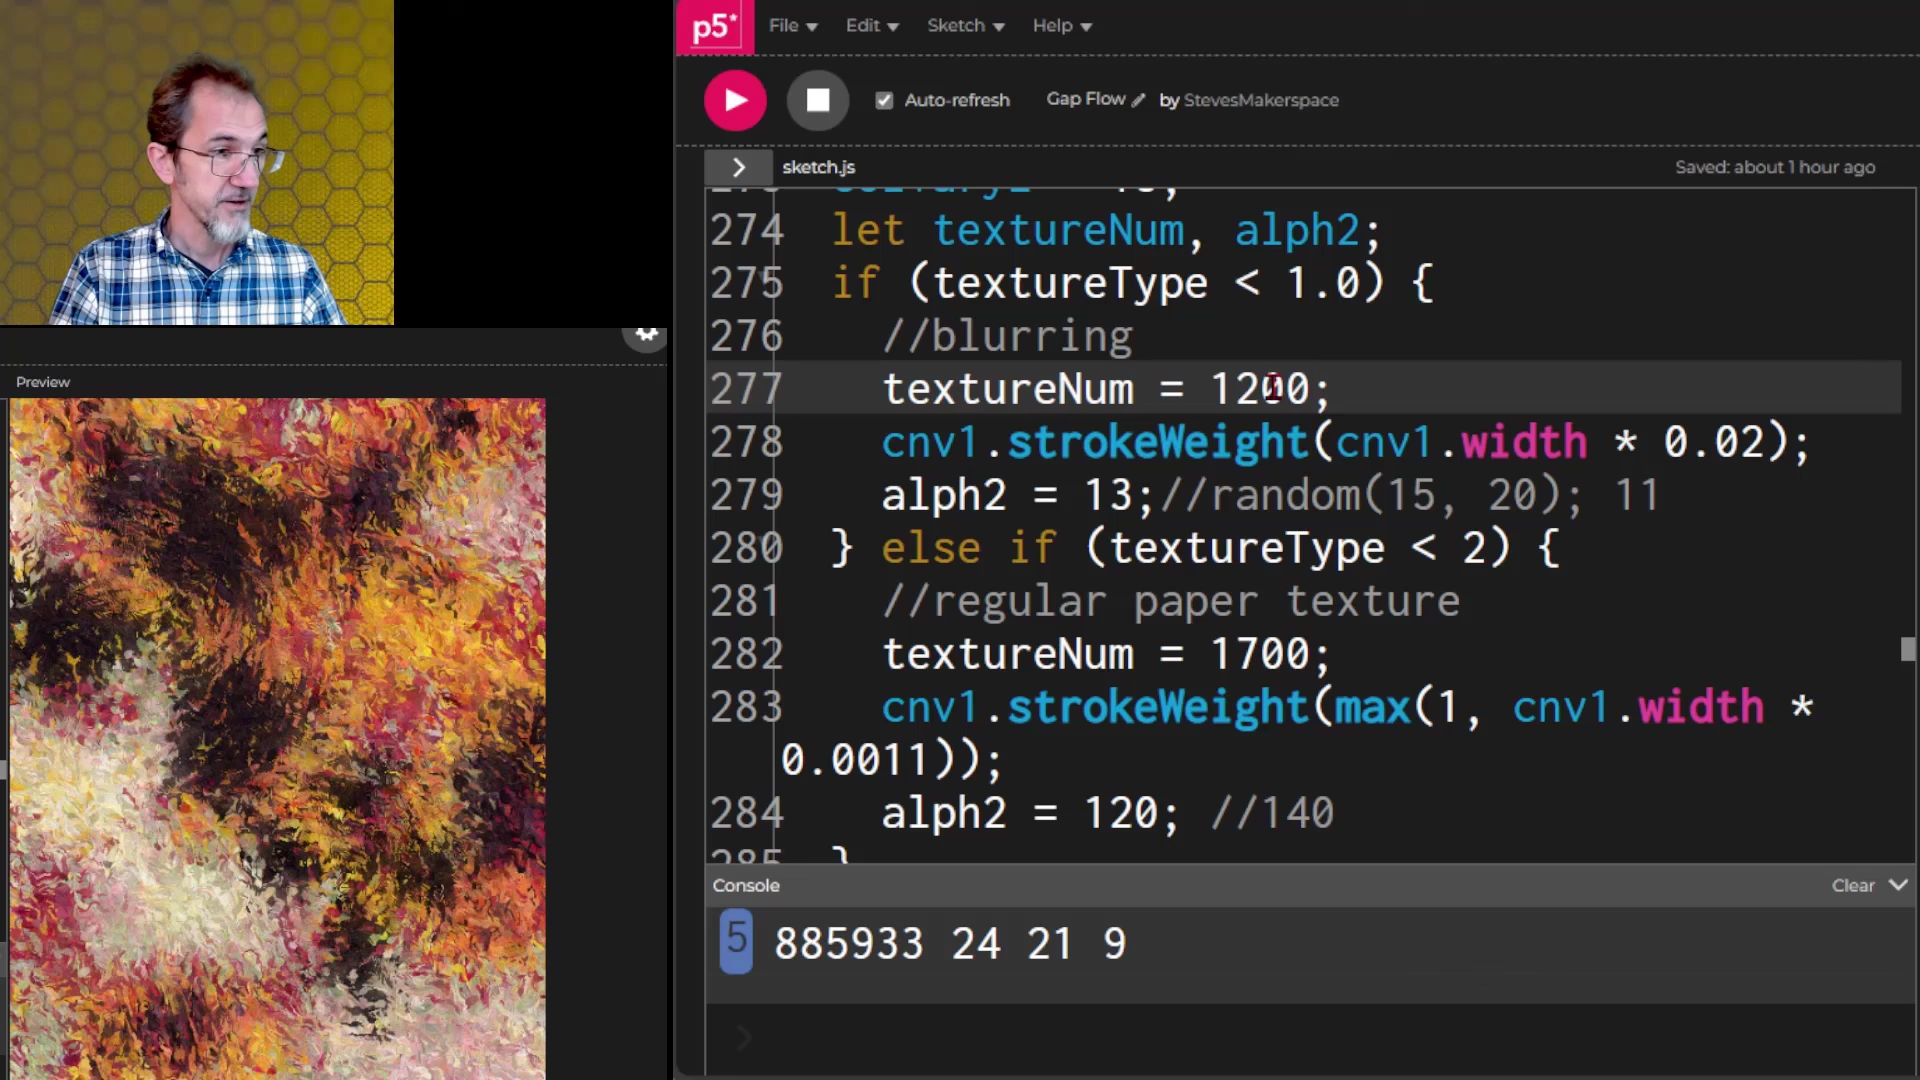 p5*
File
Edit
Sketch
Help
Auto-refresh
Gap Flow
by StevesMakerspace
sketch.js
Saved: about 1 hour ago
274 let textureNum, alph2;
275 if (textureType < 1.0) {
276 //blurring
277 textureNum = 1200;
278 cnv1.strokeWeight(cnv1.width * 0.02);
279 alph2 = 13;//random(15, 20); 11
280 } else if (textureType < 2) {
281 //regular paper texture
282 textureNum = 1700;
283 cnv1.strokeWeight(max(1, cnv1.width *
0.0011));
284 alph2 = 120; //140
285 }
Console
Clear
5 885933 24 21 9
Preview